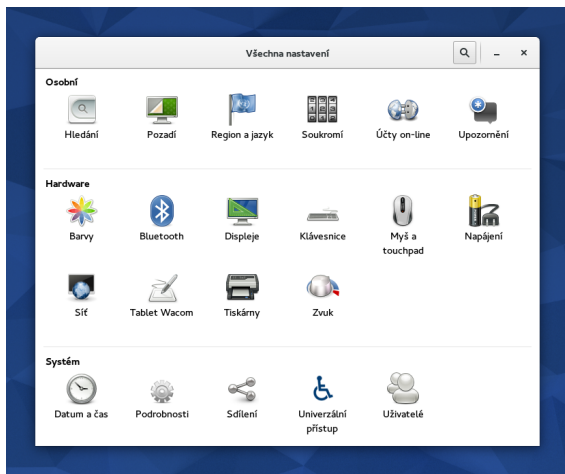 Všechna nastavení
Osobní
Hledání
Pozadí
Region a jazyk
Soukromí
Účty on-line
Upozornění
Hardware
Barvy
Bluetooth
Displeje
Klávesnice
Myš a
touchpad
Napájení
Síť
Tablet Wacom
Tiskárny
Zvuk
Systém
Datum a čas
Podrobnosti
Sdílení
Univerzální
přístup
Uživatelé